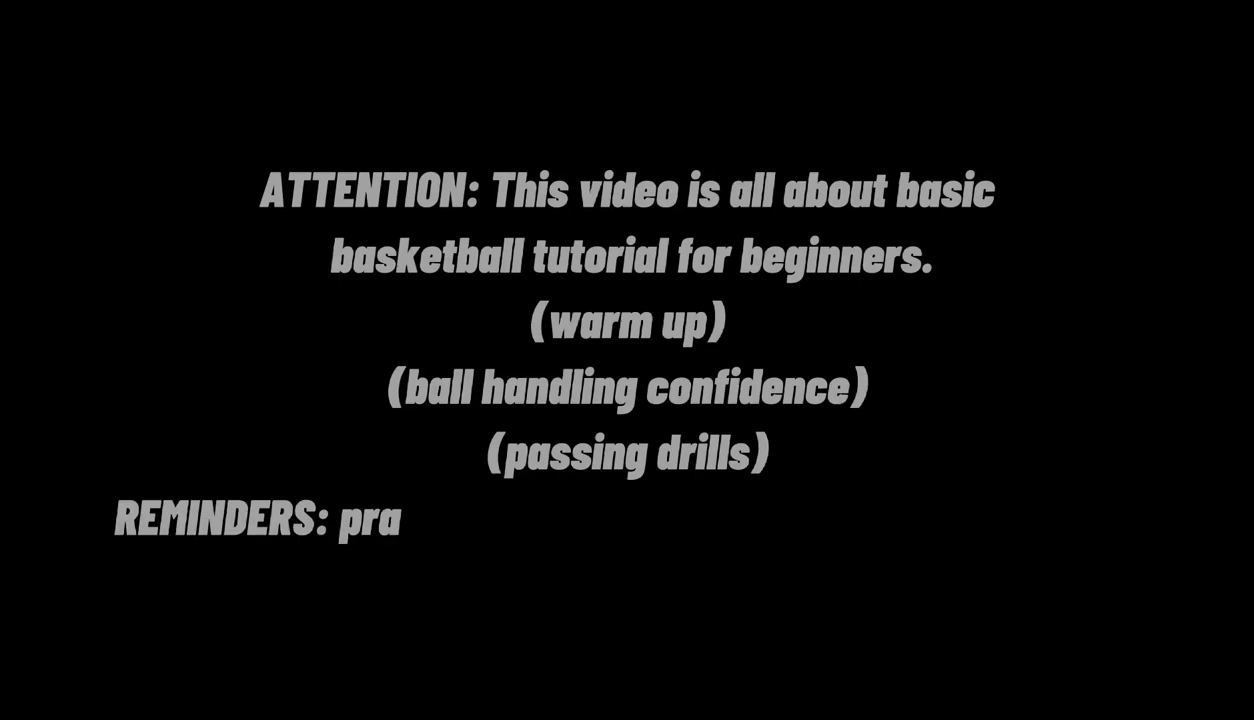 ATTENTION: This video is all about basic
basketball tutorial for beginners.
(warm up)
(ball handling confidence)
(passing drills)
REMINDERS: pra